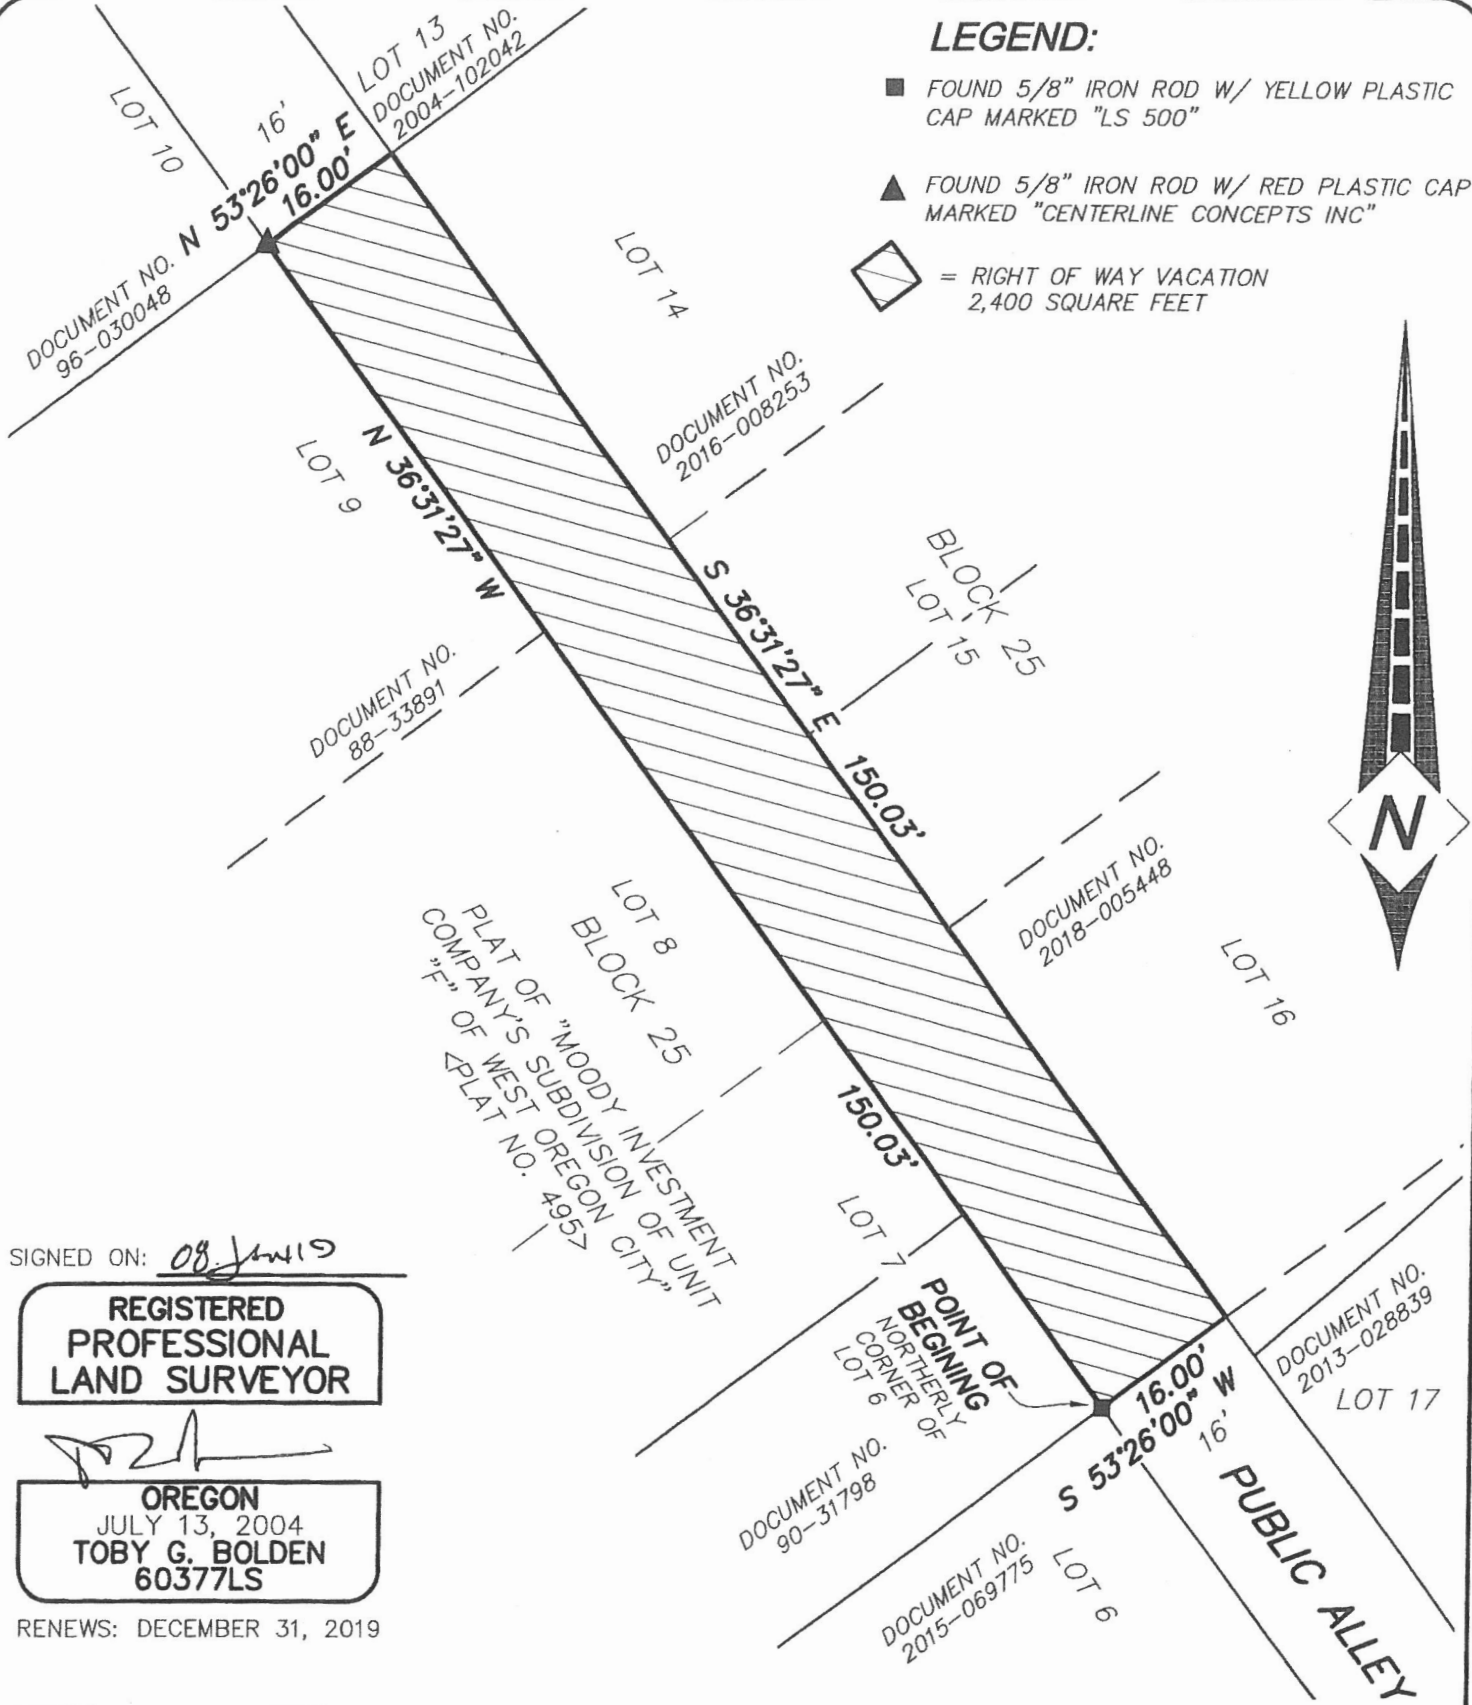 LEGEND:
FOUND 5/8" IRON ROD W/ YELLOW PLASTIC
CAP MARKED "LS 500"
FOUND 5/8" IRON ROD W/ RED PLASTIC CAP
MARKED "CENTERLINE CONCEPTS INC"
= RIGHT OF WAY VACATION
2,400 SQUARE FEET
LOT 13
DOCUMENT NO.
2004-102042
LOT 10
16'
N 53°26'00" E
16.00'
DOCUMENT NO.
96-030048
LOT 14
DOCUMENT NO.
2016-008253
LOT 9
N 36°31'27" W
S 36°31'27" E
150.03'
BLOCK 25
LOT 15
DOCUMENT NO.
88-33891
N
DOCUMENT NO.
2018-005448
LOT 16
LOT 8
BLOCK 25
PLAT OF "MOODY INVESTMENT
COMPANY'S SUBDIVISION OF UNIT
"F" OF WEST OREGON CITY"
<PLAT NO. 495>
150.03'
LOT 7
POINT OF
BEGINING
NORTHERLY
CORNER OF
LOT 6
16.00'
S 53°26'00" W
16'
DOCUMENT NO.
2013-028839
LOT 17
DOCUMENT NO.
90-31798
DOCUMENT NO.
2015-069775
LOT 6
PUBLIC ALLEY
SIGNED ON:
REGISTERED
PROFESSIONAL
LAND SURVEYOR
OREGON
JULY 13, 2004
TOBY G. BOLDEN
60377LS
RENEWS: DECEMBER 31, 2019